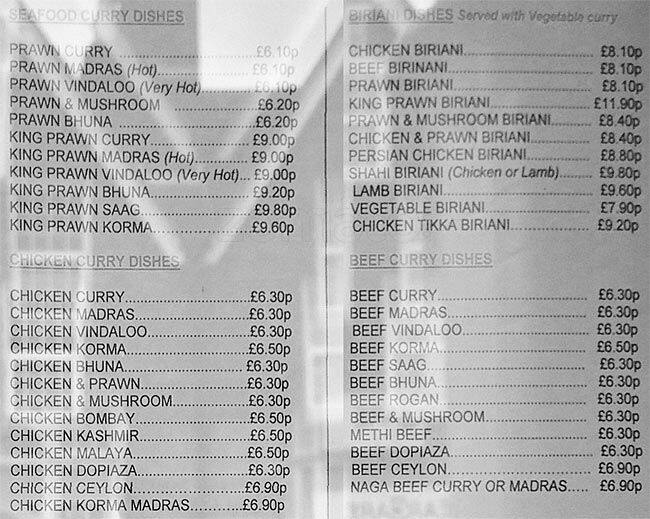 SEAFOOD CURRY DISHES
PRAWN CURRY.............................£6.10p
PRAWN MADRAS (Hot)...................£6.10p
PRAWN VINDALOO (Very Hot)........£6.10p
PRAWN & MUSHROOM ..................£6.20p
PRAWN BHUNA ............................£6.20p
KING PRAWN CURRY.....................£9.00p
KING PRAWN MADRAS (Hot)...........£9.00p
KING PRAWN VINDALOO (Very Hot)... £9.00p
KING PRAWN BHUNA.....................£9.20p
KING PRAWN SAAG.......................£9.80p
KING PRAWN KORMA....................£9.60p
CHICKEN CURRY DISHES
CHICKEN CURRY..........................£6.30p
CHICKEN MADRAS........................£6.30p
CHICKEN VINDALOO.....................£6.30p
CHICKEN KORMA.........................£6.50p
CHICKEN BHUNA.........................£6.30p
CHICKEN & PRAWN......................£6.30p
CHICKEN & MUSHROOM................£6.30p
CHICKEN BOMBAY.......................£6.50p
CHICKEN KASHMIR......................£6.50p
CHICKEN MALAYA.......................£6.50p
CHICKEN DOPIAZA......................£6.30p
CHICKEN CEYLON.......................£6.90p
CHICKEN KORMA MADRAS.............£6.90p
BIRIANI DISHES Served with Vegetable curry
CHICKEN BIRIANI........................£8.10p
BEEF BIRINANI...........................£8.10p
PRAWN BIRIANI..........................£8.10p
KING PRAWN BIRIANI...................£11.90p
PRAWN & MUSHROOM BIRIANI........£8.40p
CHICKEN & PRAWN BIRIANI............£8.40p
PERSIAN CHICKEN BIRIANI............£8.80p
SHAHI BIRIANI (Chicken or Lamb).....£9.80p
LAMB BIRIANI............................£9.60p
VEGETABLE BIRIANI....................£7.90p
CHICKEN TIKKA BIRIANI...............£9.20p
BEEF CURRY DISHES
BEEF CURRY..............................£6.30p
BEEF MADRAS............................£6.30p
BEEF VINDALOO.........................£6.30p
BEEF KORMA.............................£6.50p
BEEF SAAG...............................£6.30p
BEEF BHUNA.............................£6.30p
BEEF ROGAN.............................£6.30p
BEEF & MUSHROOM....................£6.30p
METHI BEEF..............................£6.30p
BEEF DOPIAZA..........................£6.30p
BEEF CEYLON...........................£6.90p
NAGA BEEF CURRY OR MADRAS..... £6.90p